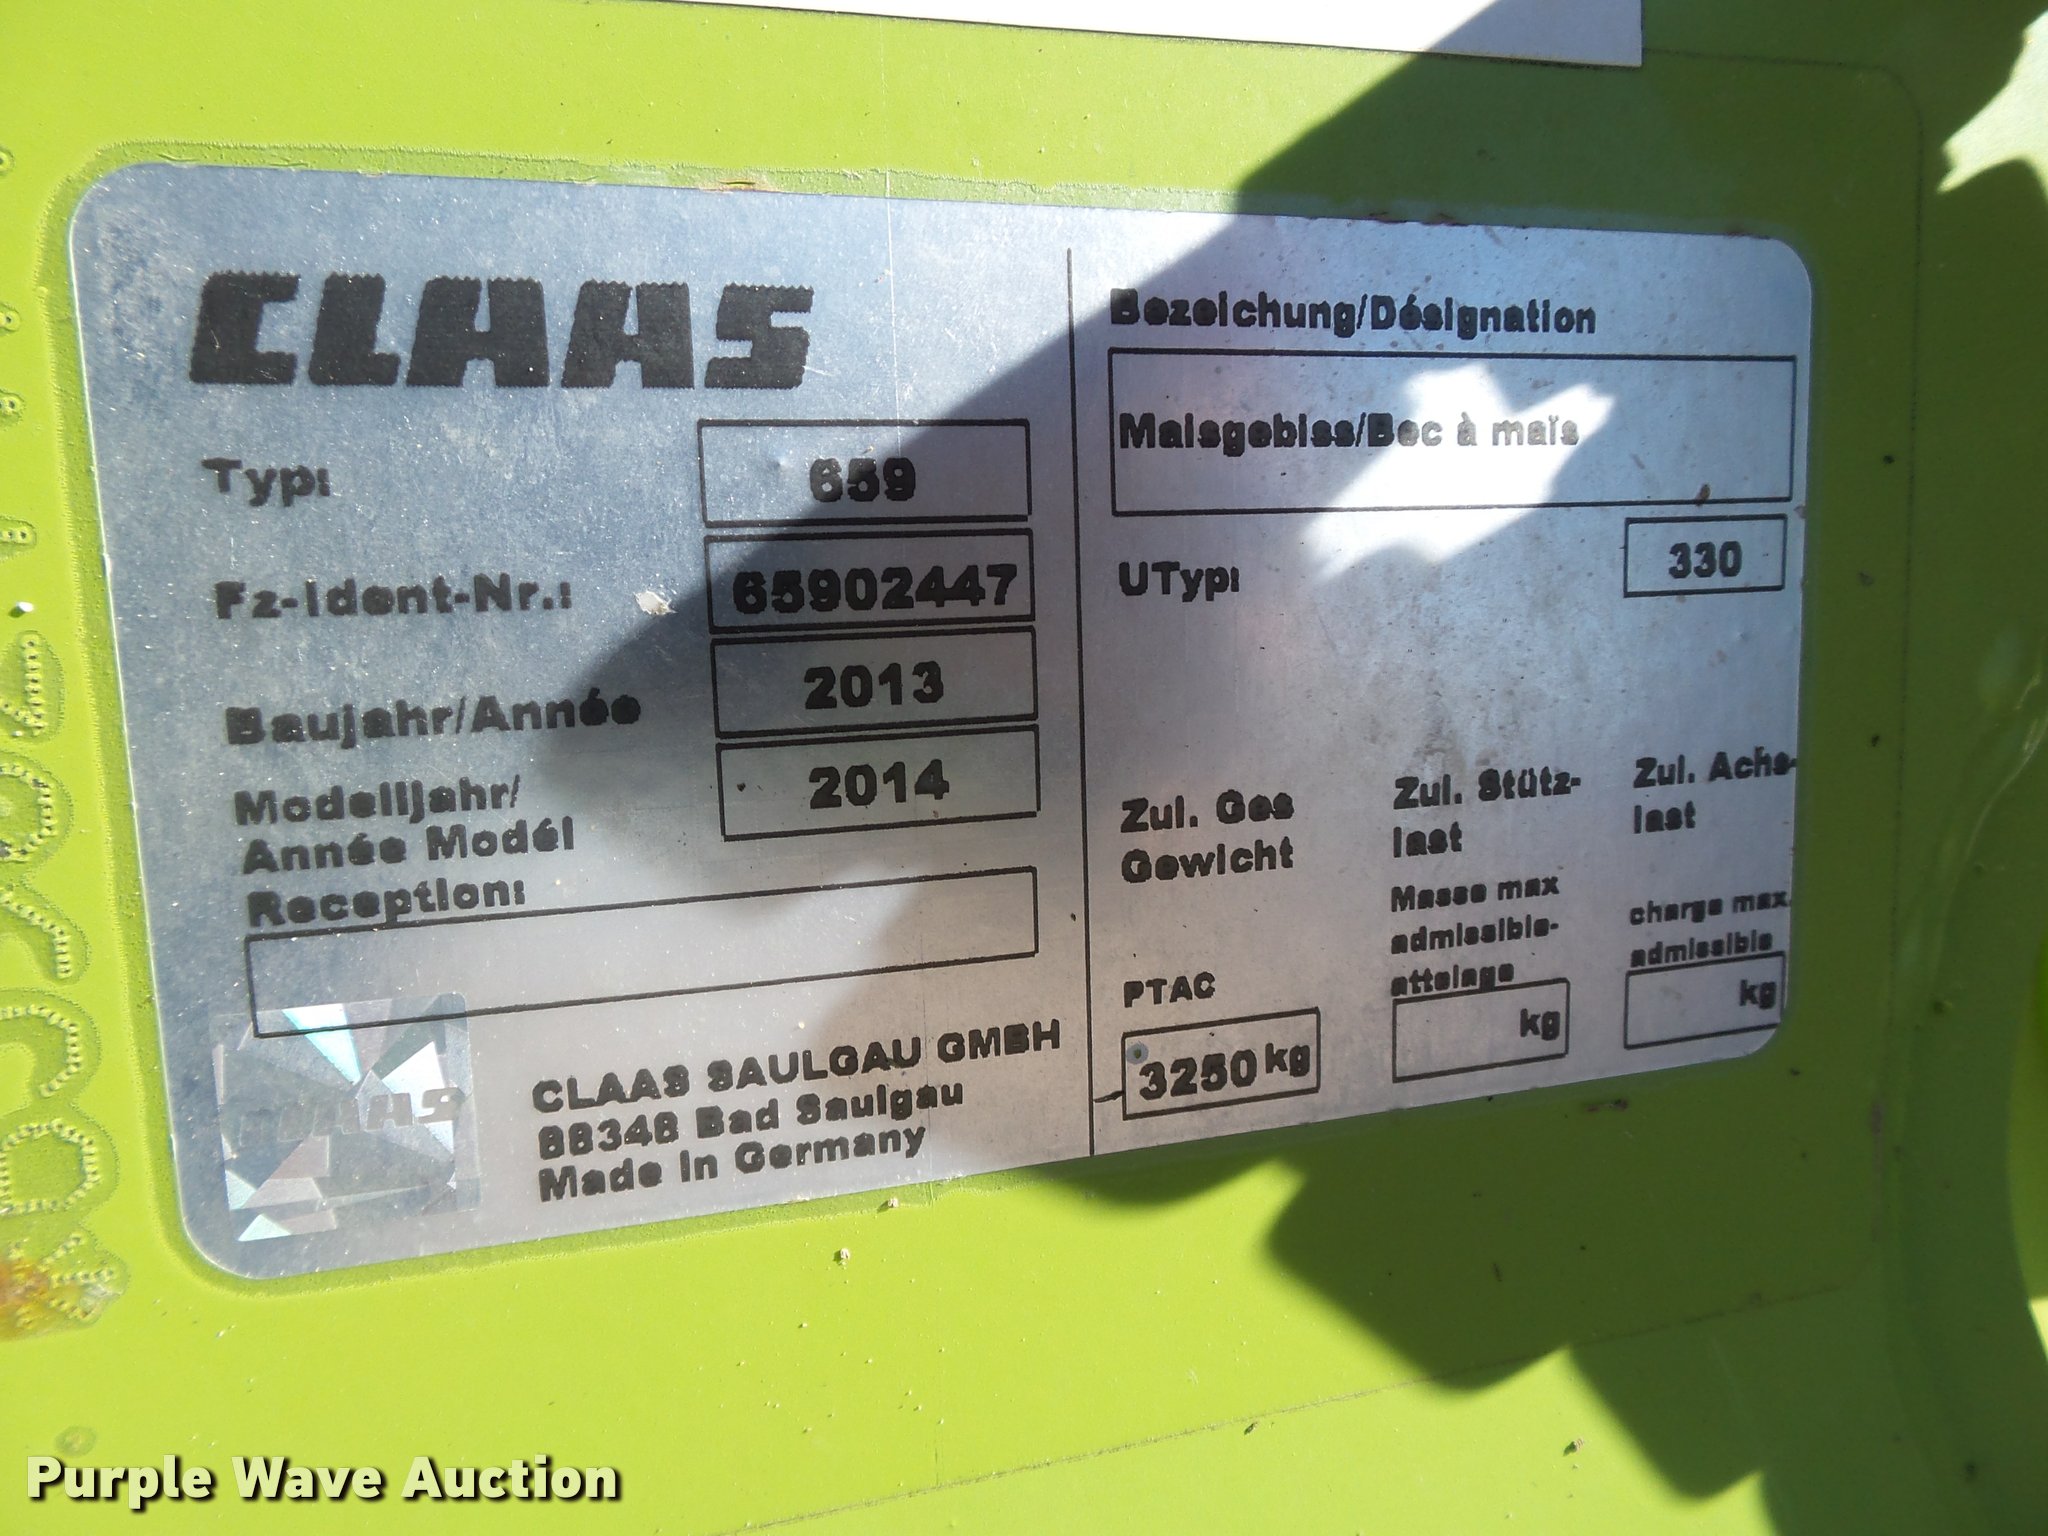 CLAAS
Typ: 659
Fz-Ident-Nr.: 65902447
Baujahr/Année 2013
Modelljahr/
Année Modél 2014
Reception:
CLAAS
CLAAS SAULGAU GMBH
88348 Bad Saulgau
Made in Germany
Bezeichung/Désignation
Maisgebiss/Bec à maïs
UTyp: 330
Zul. Ges
Gewicht
PTAC
3250 kg
Zul. Stütz-
last
Masse max
admissible-
attelage
kg
Zul. Achs-
last
charge max.
admissible
kg
Purple Wave Auction